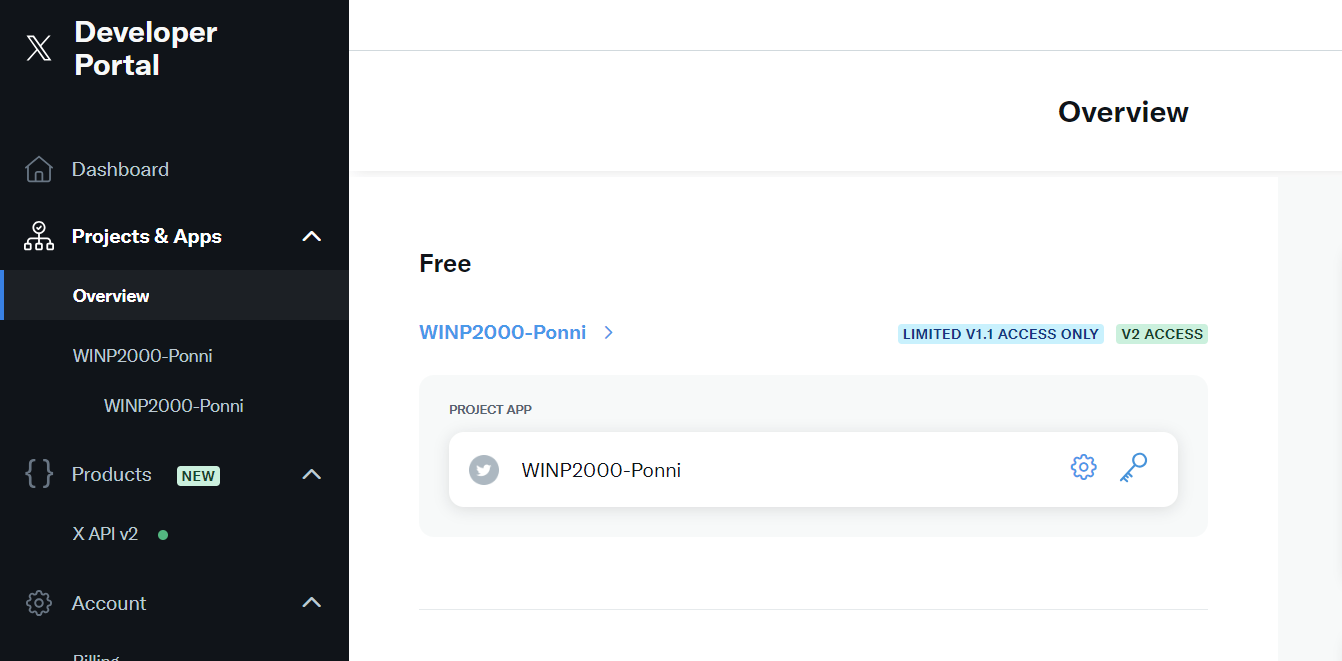 Developer
Portal
Dashboard
Projects & Apps
Overview
WINP2000-Ponni
WINP2000-Ponni
Products NEW
X API v2
Account
Billing
Overview
Free
WINP2000-Ponni
LIMITED V1.1 ACCESS ONLY V2 ACCESS
PROJECT APP
WINP2000-Ponni